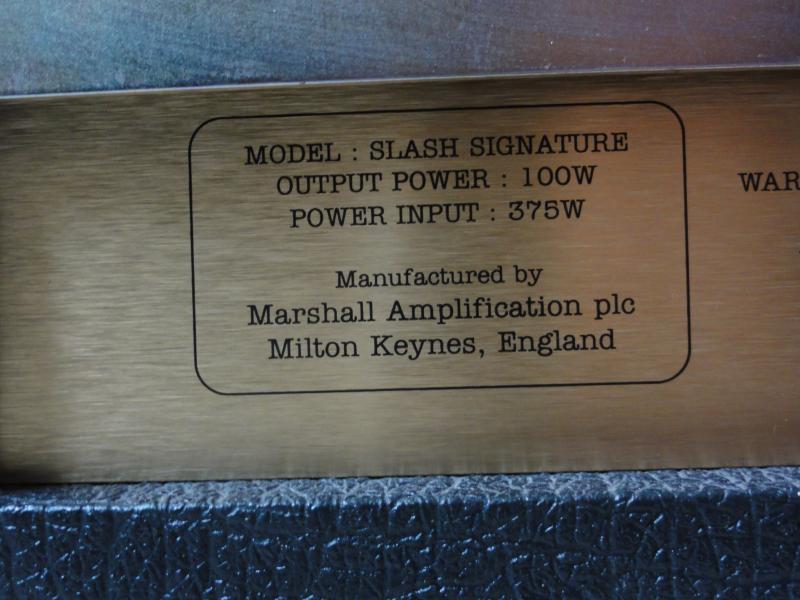 MODEL : SLASH SIGNATURE
OUTPUT POWER : 100W
POWER INPUT : 375W
Manufactured by
Marshall Amplification plc
Milton Keynes, England
WAR